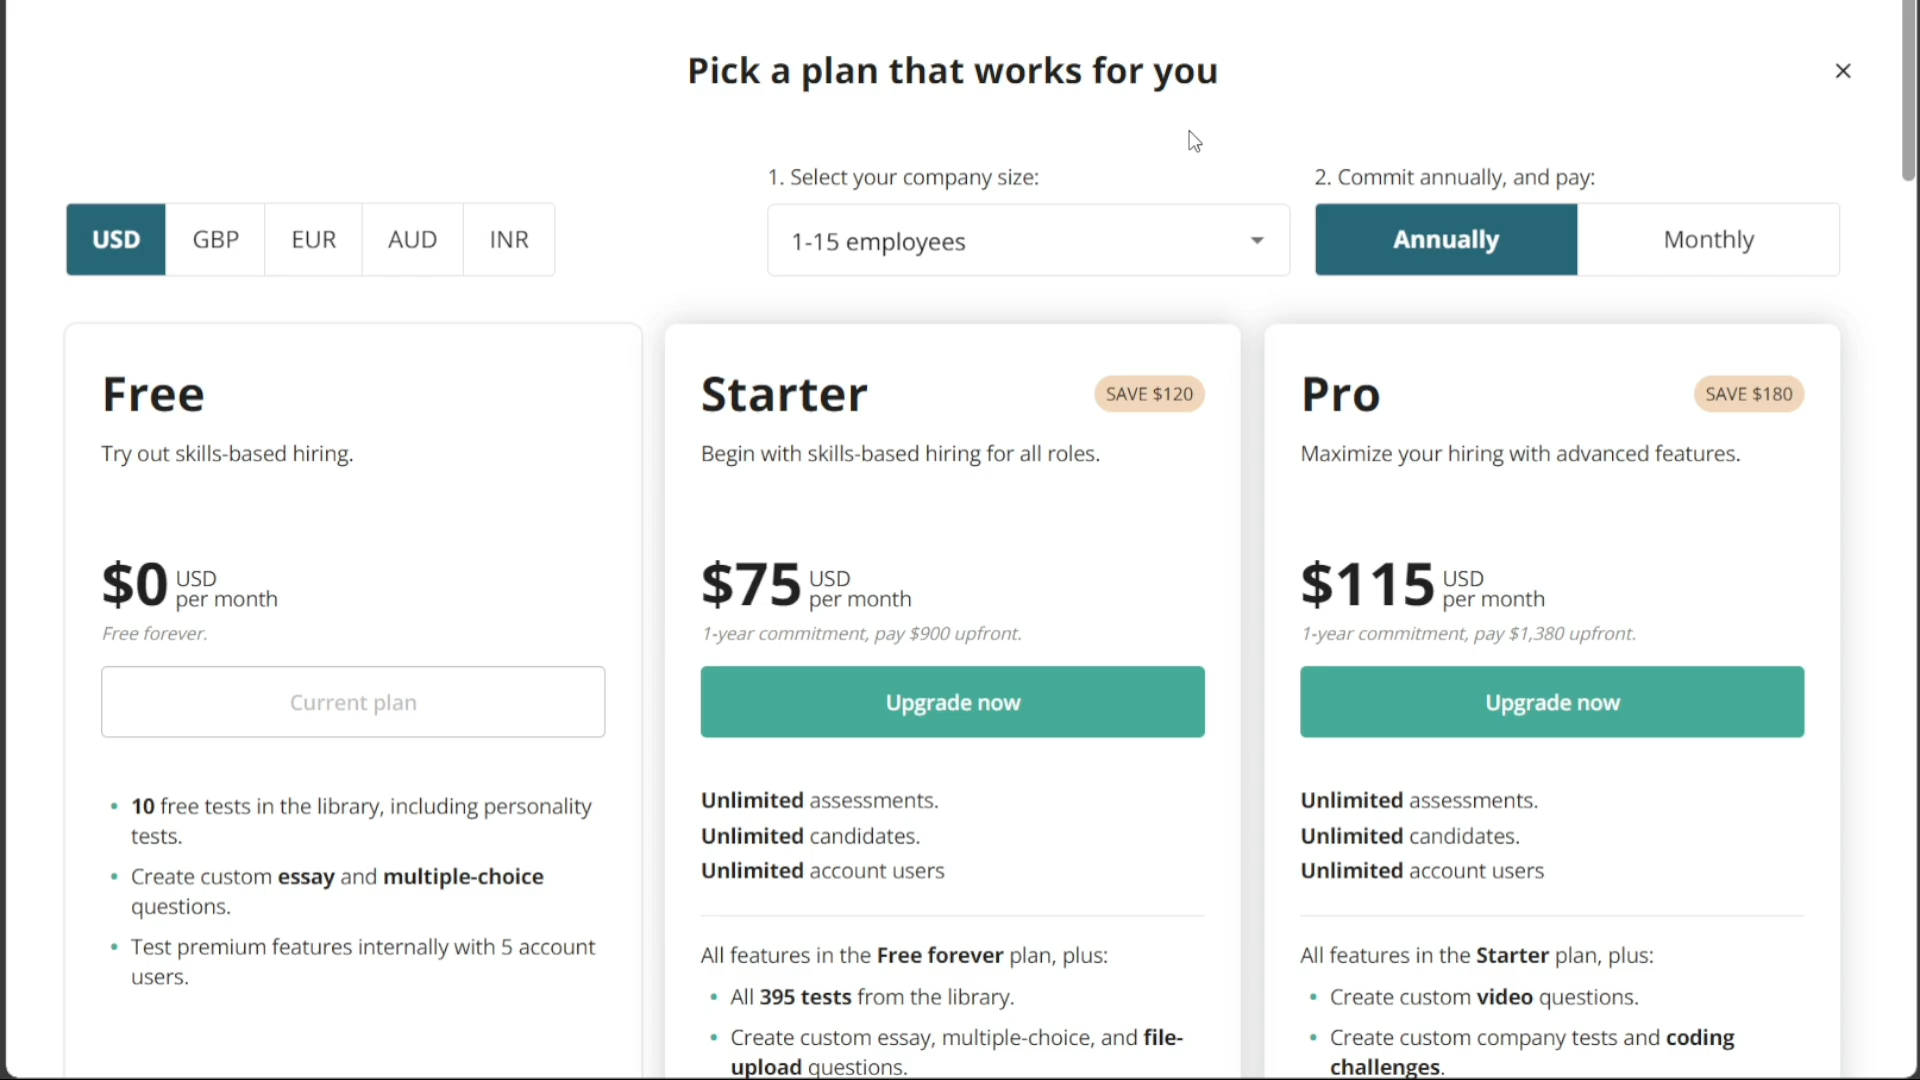 Pick a plan that works for you
1. Select your company size:
2. Commit annually, and pay:
USD
GBP
EUR
AUD
INR
1-15 employees
Annually
Monthly
Free
Try out skills-based hiring.
$0 USD
per month
Free forever.
Current plan
10 free tests in the library, including personality
tests.
Create custom essay and multiple-choice
questions.
Test premium features internally with 5 account
users.
Starter
SAVE $120
Begin with skills-based hiring for all roles.
$75 USD
per month
1-year commitment, pay $900 upfront.
Upgrade now
Unlimited assessments.
Unlimited candidates.
Unlimited account users
All features in the Free forever plan, plus:
All 395 tests from the library.
Create custom essay, multiple-choice, and file-
upload questions.
Pro
SAVE $180
Maximize your hiring with advanced features.
$115 USD
per month
1-year commitment, pay $1,380 upfront.
Upgrade now
Unlimited assessments.
Unlimited candidates.
Unlimited account users
All features in the Starter plan, plus:
Create custom video questions.
Create custom company tests and coding
challenges.